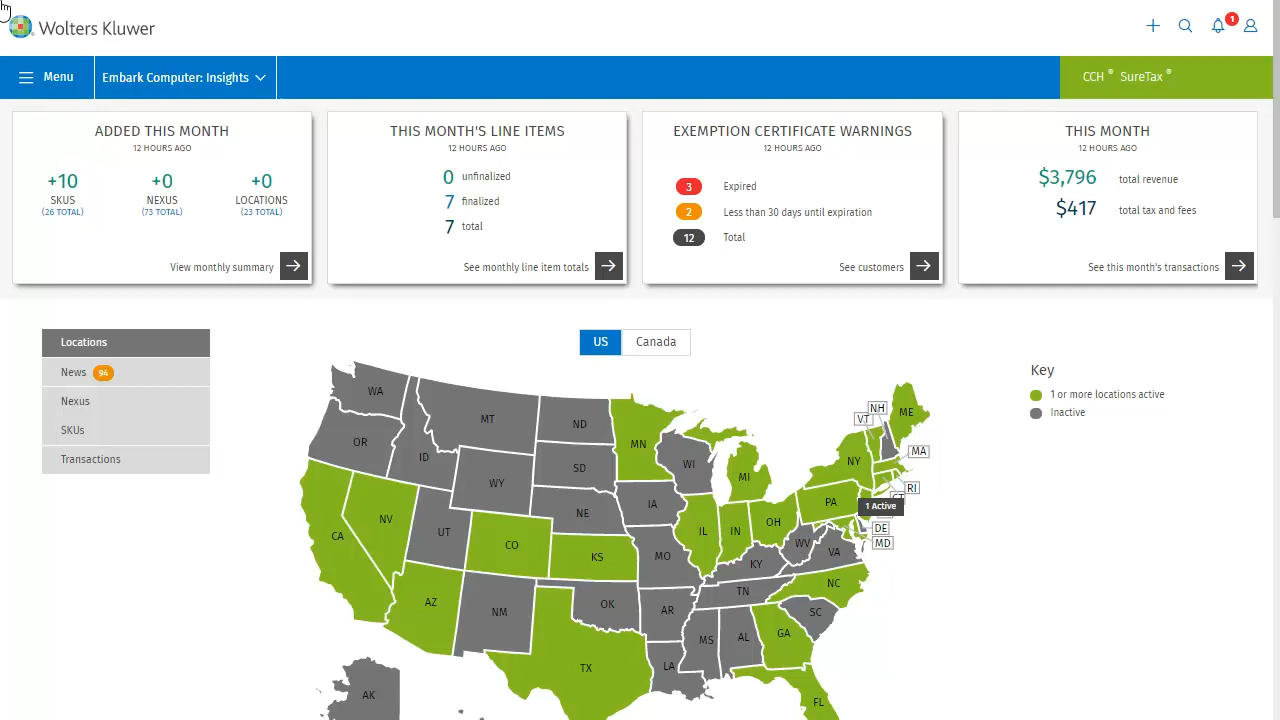 Wolters Kluwer
1
Menu
Embark Computer: Insights
CCH ® SureTax ®
ADDED THIS MONTH
12 HOURS AGO
+10
SKUS
(26 TOTAL)
+0
NEXUS
(73 TOTAL)
+0
LOCATIONS
(23 TOTAL)
View monthly summary
THIS MONTH'S LINE ITEMS
12 HOURS AGO
0 unfinalized
7 finalized
7 total
See monthly line item totals
EXEMPTION CERTIFICATE WARNINGS
12 HOURS AGO
3 Expired
2 Less than 30 days until expiration
12 Total
See customers
THIS MONTH
12 HOURS AGO
$3,796 total revenue
$417 total tax and fees
See this month's transactions
Locations
News 94
Nexus
SKUs
Transactions
US
Canada
Key
1 or more locations active
Inactive
WA
MT
ND
MN
NH
VT
ME
OR
ID
SD
WI
MI
NY
MA
WY
RI
CT
NE
IA
PA
1 Active
NV
UT
CA
CO
KS
MO
IL
IN
OH
WV
VA
DE
MD
KY
AZ
NM
OK
AR
TN
NC
SC
MS
AL
GA
TX
LA
AK
FL